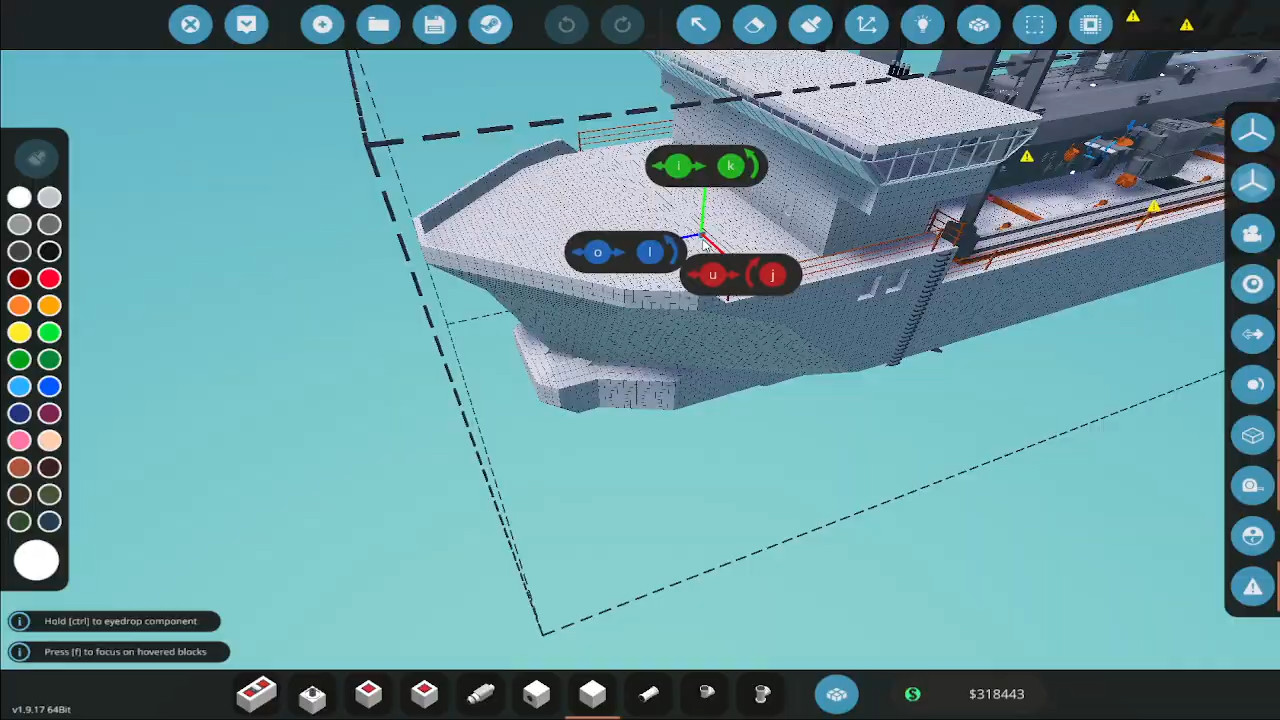 i k
o l
u j
Hold [ctrl] to eyedrop component
Press [f] to focus on hovered blocks
v1.9.17 64Bit
$ $318443